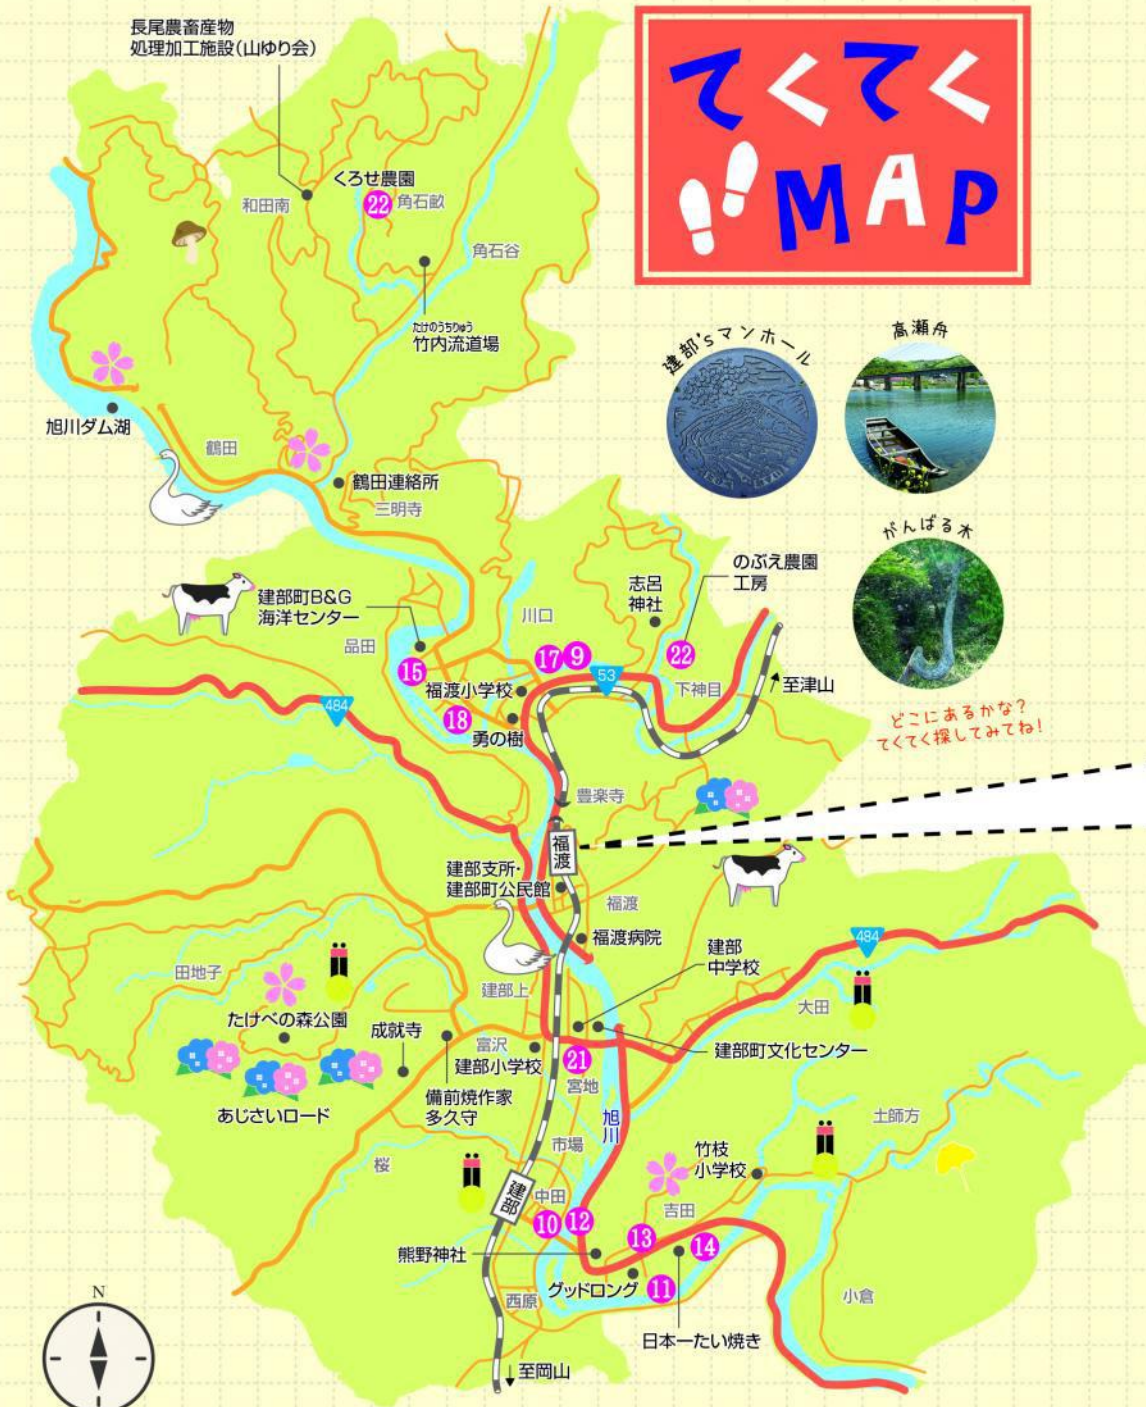 てくてく
MAP
長尾農畜産物
処理加工施設(山ゆり会)
くろせ農園
22
角石畝
和田南
角石谷
たけのうちりゅう
竹内流道場
建部'sマンホール
高瀬舟
旭川ダム湖
鶴田
鶴田連絡所
三明寺
がんばる木
どこにあるかな?
てくてく探してみてね!
のぶえ農園
工房
志呂
神社
建部町B&G
海洋センター
川口
品田
15
17
9
22
53
下神目
至津山
福渡小学校
18
勇の樹
484
豊楽寺
福渡
建部支所・
建部町公民館
福渡
福渡病院
484
建部
中学校
田地子
建部上
大田
たけべの森公園
成就寺
富沢
建部小学校
建部町文化センター
21
宮地
備前焼作家
多久守
あじさいロード
旭川
土師方
市場
竹枝
小学校
桜
建部
中田
吉田
10
12
13
14
熊野神社
グッドロング
11
小倉
西原
日本一たい焼き
N
至岡山